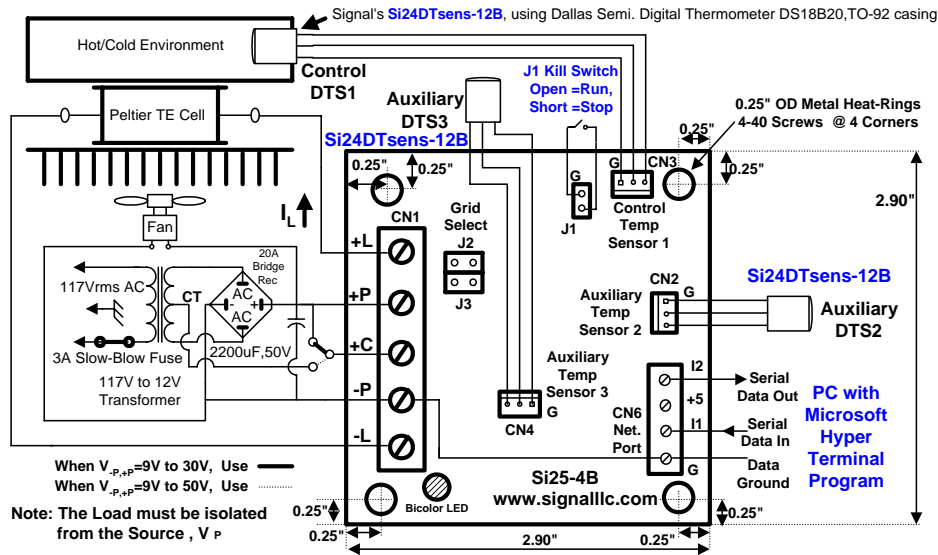 Signal's Si24DTsens-12B, using Dallas Semi. Digital Thermometer DS18B20,TO-92 casing
Hot/Cold Environment
Control
DTS1
Peltier TE Cell
Auxiliary
DTS3
Si24DTsens-12B
J1 Kill Switch
Open =Run,
Short =Stop
0.25" OD Metal Heat-Rings
4-40 Screws @ 4 Corners
0.25"
0.25"
0.25"
0.25"
2.90"
G
CN3
G
J1
Control
Temp
Sensor 1
Fan
I L
CN1
Grid
Select
J2
J3
+L
+P
+C
-P
-L
20A
Bridge
Rec
117Vrms AC
CT
AC
- +
AC
3A Slow-Blow Fuse
2200uF,50V
117V to 12V
Transformer
Si24DTsens-12B
CN2
G
Auxiliary
Temp
Sensor 2
Auxiliary
DTS2
Auxiliary
Temp
Sensor 3
G
CN4
CN6
Net.
Port
I2
+5
I1
G
Serial
Data Out
Serial
Data In
Data
Ground
PC with
Microsoft
Hyper
Terminal
Program
When V-P,+P=9V to 30V, Use
When V-P,+P=9V to 50V, Use
Note: The Load must be isolated
from the Source , V P
Si25-4B
www.signalllc.com
Bicolor LED
0.25"
0.25"
0.25"
0.25"
2.90"